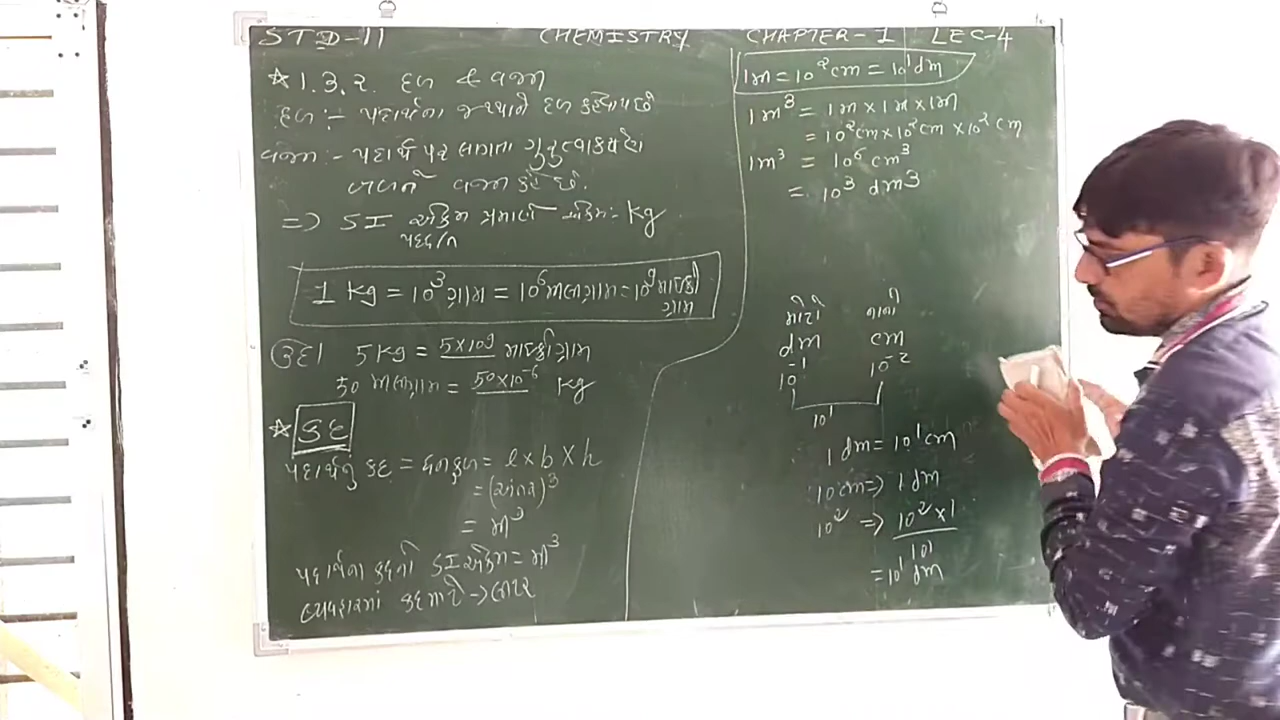 STD-11 CHEMISTRY CHAPTER-1 LEC-4
★ 1.3.2. દળ & વજન
દળ :- પદાર્થના જથ્થાને દળ કહેવાય છે
વજન :- પદાર્થ પર લાગતા ગુરુત્વાકર્ષણ
બળને વજન કહે છે.
=> SI એકમ પ્રમાણે એકમ:- Kg
પદ્ધતિ
1 Kg = 10³ ગ્રામ = 10⁶ મિલિગ્રામ = 10⁹ માઈક્રો
ગ્રામ
ઉદા 5 Kg = 5×10⁹ માઈક્રોગ્રામ
50 મિલિગ્રામ = 50×10⁻⁶ Kg
★ કદ
પદાર્થનું કદ = ઘનફળ = l × b × h
= (અંતર)³
= મી³
પદાર્થના કદનો SI એકમ = મી³
વ્યવહારમાં કદ માટે -> લીટર
1m = 10² cm = 10¹ dm
1m³ = 1m × 1m × 1m
= 10² cm × 10² cm × 10² cm
1m³ = 10⁶ cm³
= 10³ dm³
મોટો નાનો
dm cm
10⁻¹ 10⁻²
10¹
1 dm = 10¹ cm
10 cm => 1 dm
10² => 10² × 1
10¹
= 10¹ dm